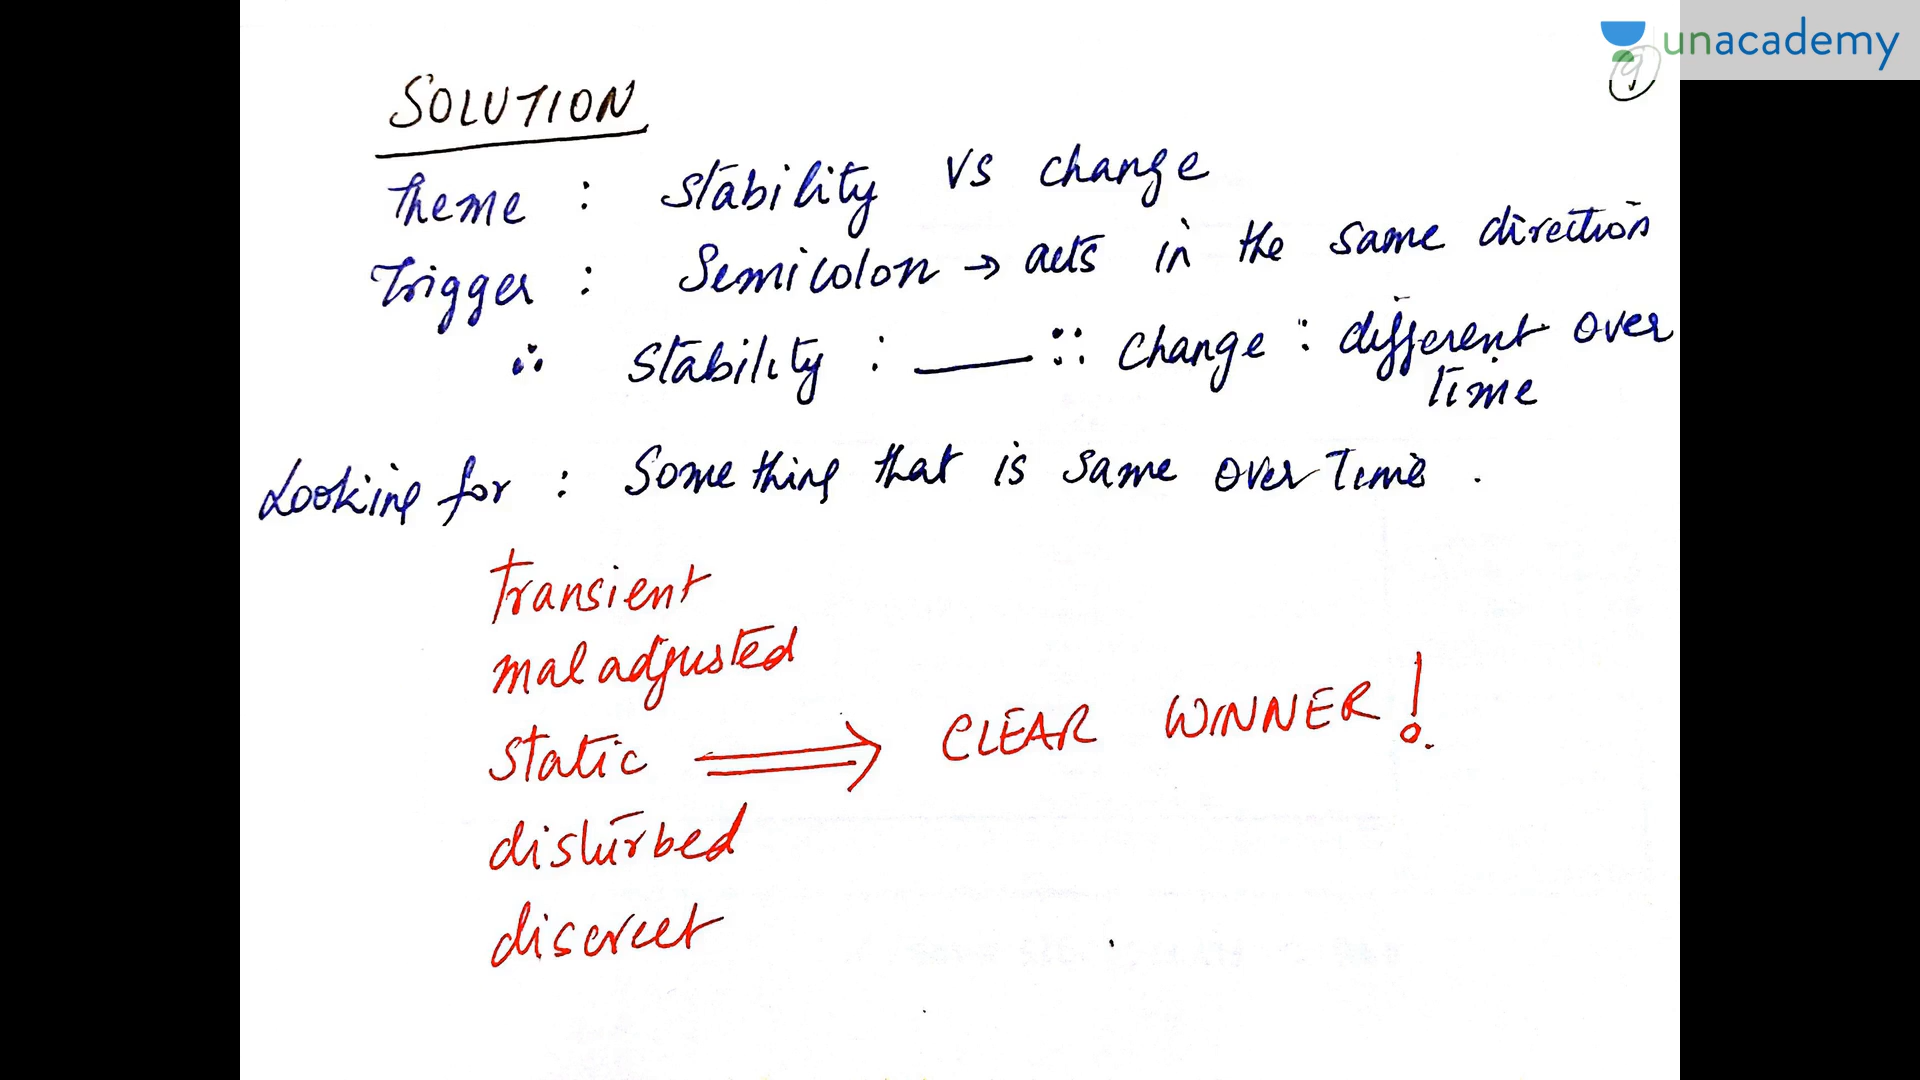 unacademy
9
SOLUTION
Theme : Stability vs change
Trigger : Semicolon → acts in the same direction
∴ Stability : ___ :: Change : different over
Time
Looking for : Something that is same over Time .
Transient
maladjusted
Static ⇒ CLEAR WINNER!
disturbed
discreet